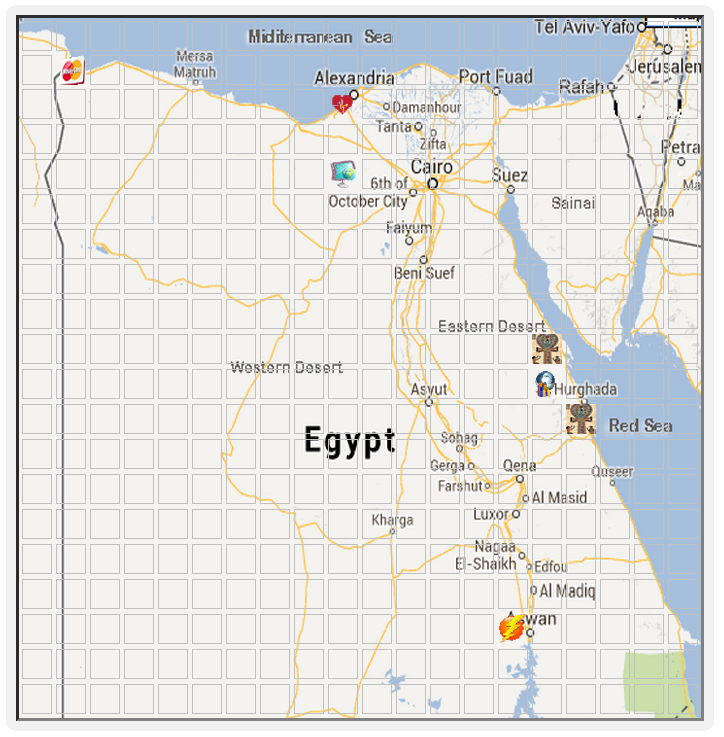 Miditerranean Sea
Tel Aviv-Yafo
Mersa
Matruh
Jerusalem
Alexandria
Port Fuad
Rafah
Damanhour
Tanta
Zifta
Petra
Cairo
Suez
6th of
October City
Ma
Sainai
Aqaba
Faiyum
Beni Suef
Eastern Desert
Western Desert
Asyut
Hurghada
Red Sea
Egypt
Sohag
Gerga
Qena
Quseer
Farshut
Al Masid
Luxor
Kharga
Nagaa
El-Shaikh
Edfou
Al Madiq
Aswan